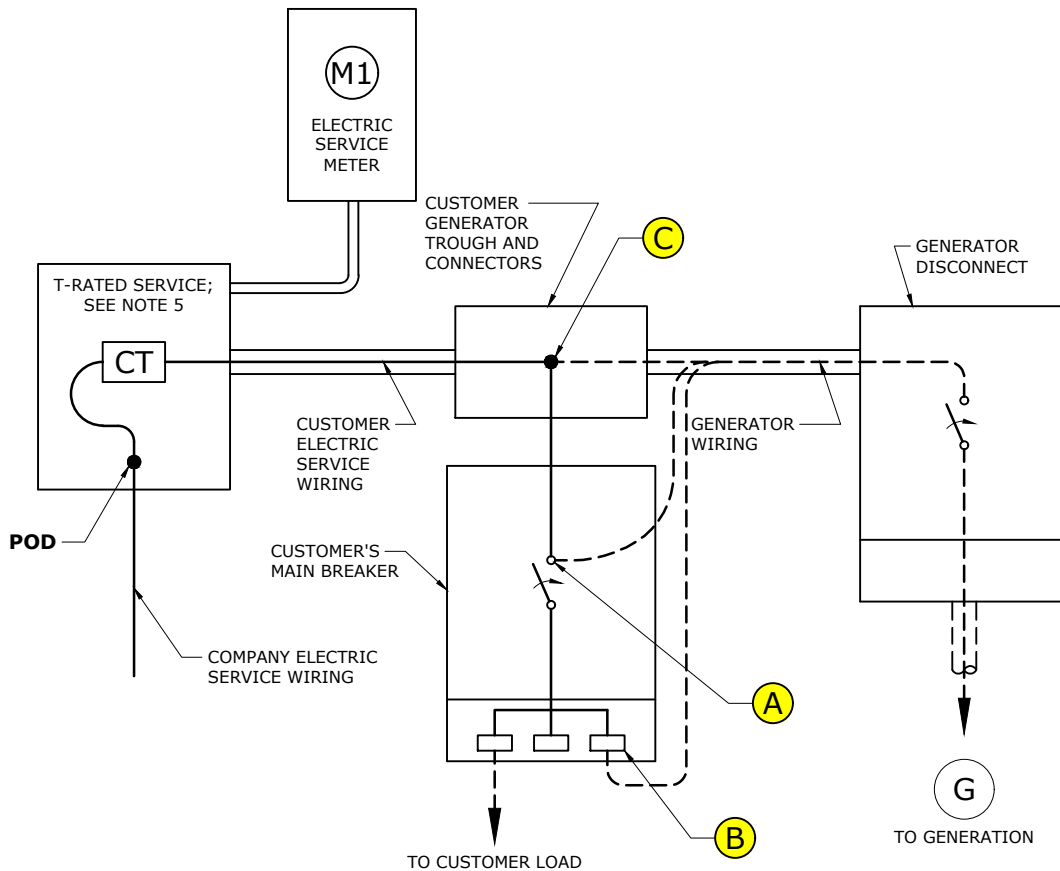 M1
ELECTRIC
SERVICE
METER
CUSTOMER
GENERATOR
TROUGH AND
CONNECTORS
C
GENERATOR
DISCONNECT
T-RATED SERVICE;
SEE NOTE 5
CT
CUSTOMER
ELECTRIC
SERVICE
WIRING
GENERATOR
WIRING
POD
CUSTOMER'S
MAIN BREAKER
COMPANY ELECTRIC
SERVICE WIRING
A
B
G
TO GENERATION
TO CUSTOMER LOAD